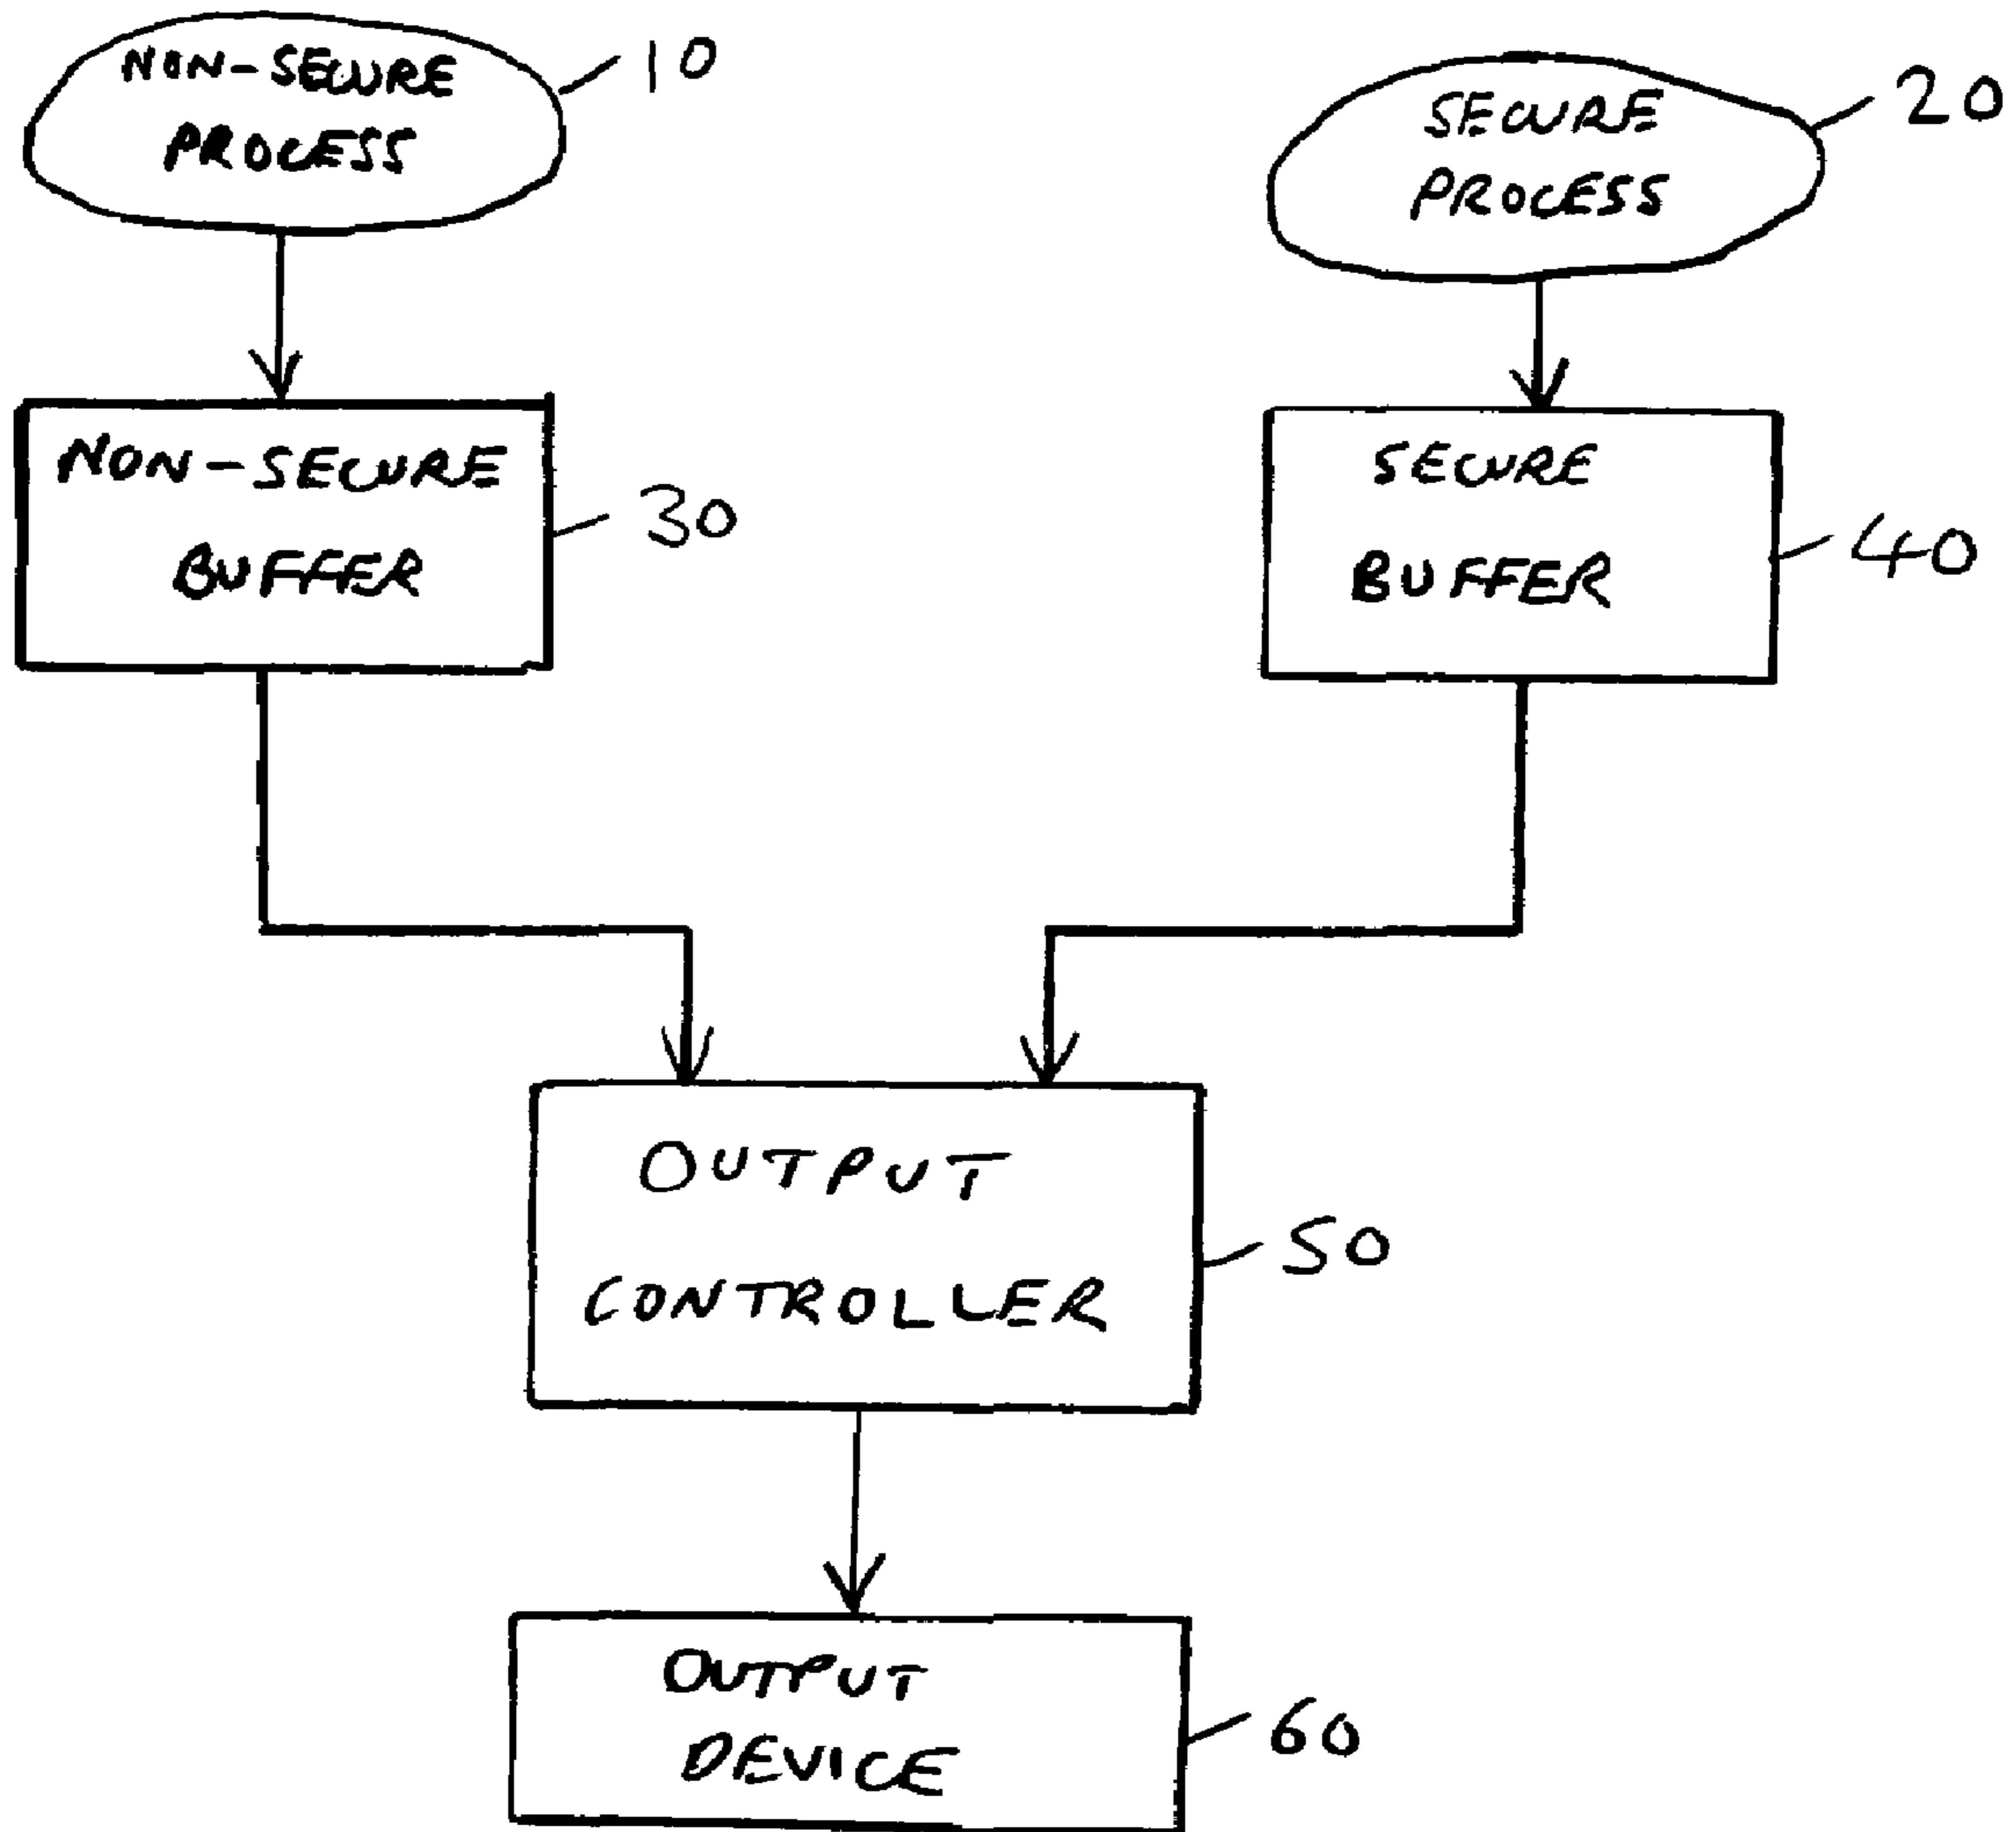 NON-SECURE
PROCESS
10
SECURE
PROCESS
20
NON-SECURE
BUFFER
30
SECURE
BUFFER
40
OUTPUT
CONTROLLER
50
OUTPUT
DEVICE
60